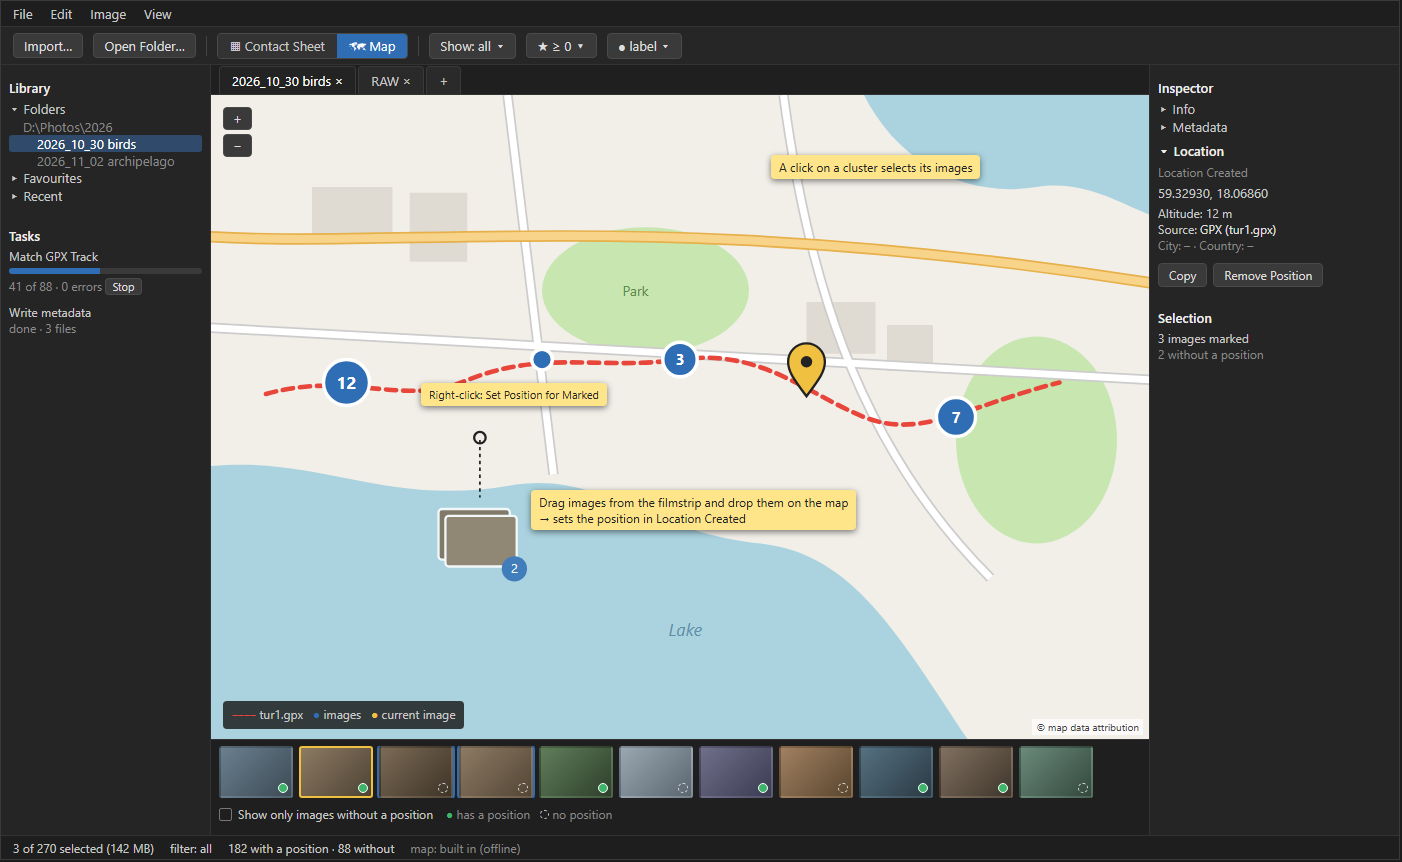 File Edit Image View
Import... Open Folder... Contact Sheet Map Show: all ★ ≥ 0 ● label
Library
Folders
D:\Photos\2026
2026_10_30 birds
2026_11_02 archipelago
Favourites
Recent
Tasks
Match GPX Track
41 of 88 · 0 errors Stop
Write metadata
done · 3 files
2026_10_30 birds × RAW × +
+
−
A click on a cluster selects its images
Park
12
3
7
Right-click: Set Position for Marked
Drag images from the filmstrip and drop them on the map
→ sets the position in Location Created
2
Lake
tur1.gpx ● images ● current image
© map data attribution
Show only images without a position ● has a position no position
Inspector
Info
Metadata
Location
Location Created
59.32930, 18.06860
Altitude: 12 m
Source: GPX (tur1.gpx)
City: – · Country: –
Copy Remove Position
Selection
3 images marked
2 without a position
3 of 270 selected (142 MB) filter: all 182 with a position · 88 without map: built in (offline)